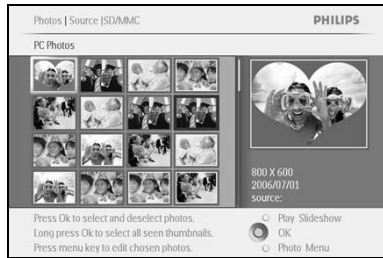 Photos | Source |SD/MMC
PHILIPS
PC Photos
800 X 600
2006/07/01
source:
Press Ok to select and deselect photos.
Long press Ok to select all seen thumbnails.
Press menu key to edit chosen photos.
Play Slideshow
OK
Photo Menu